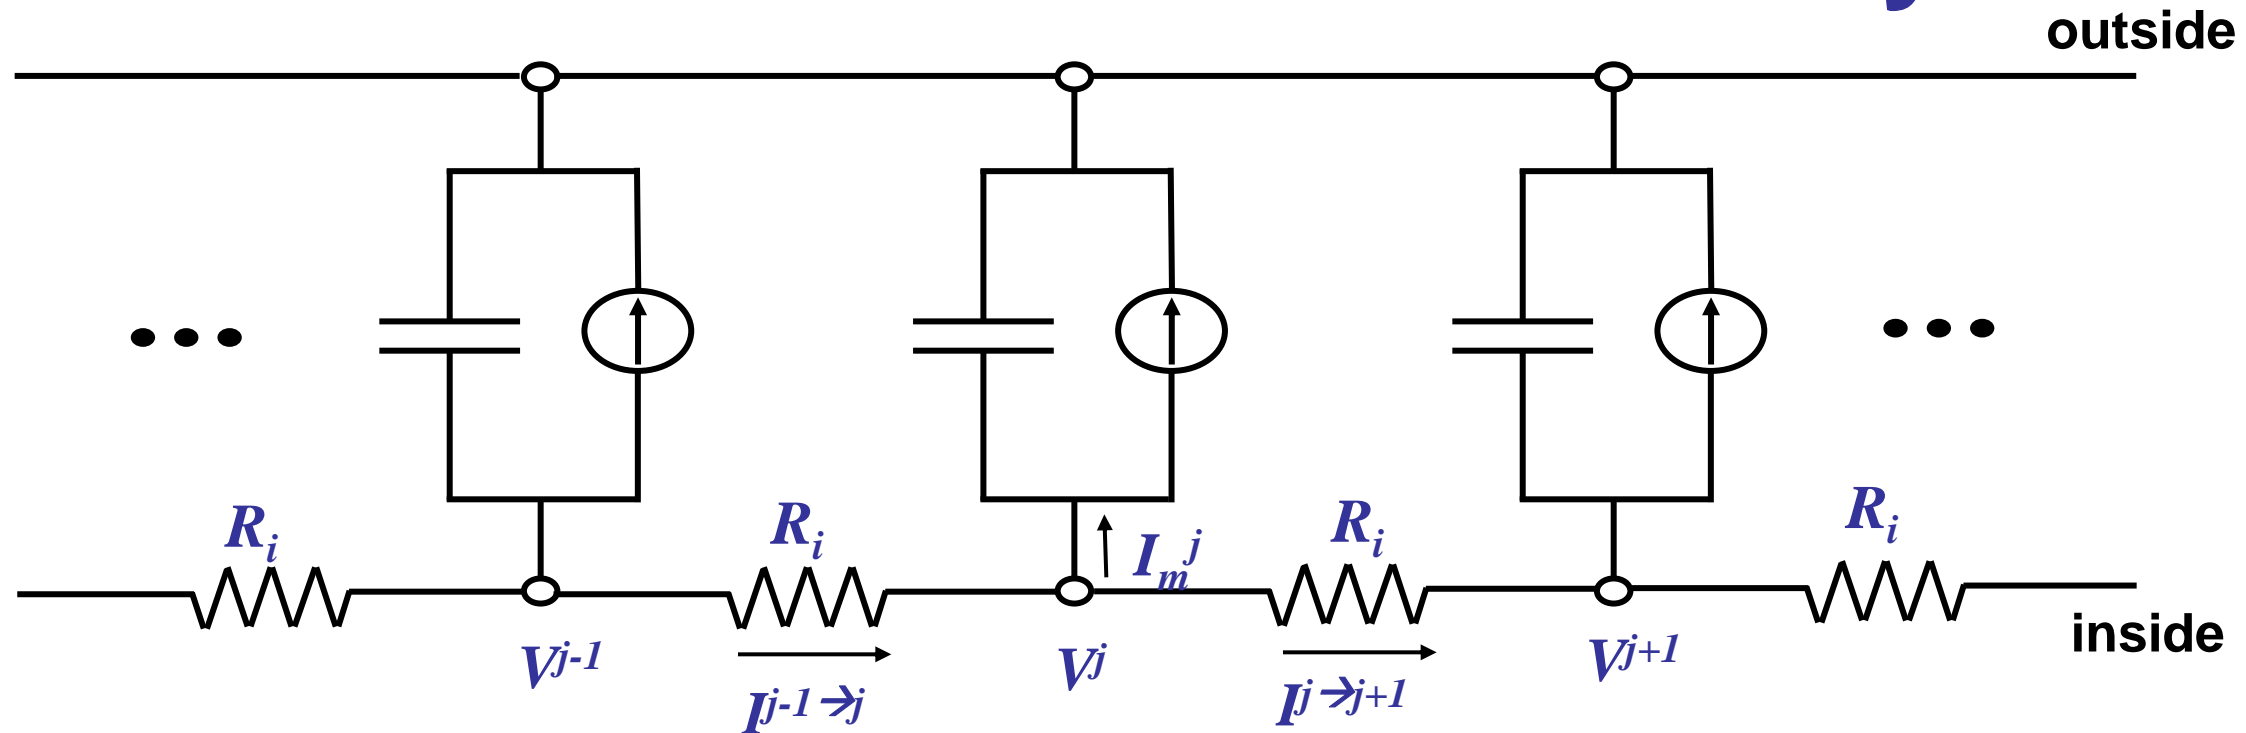 outside
R_i
R_i
I_m^j
R_i
R_i
inside
V^{j-1}
V^j
V^{j+1}
I^{j-1→j}
I^{j→j+1}